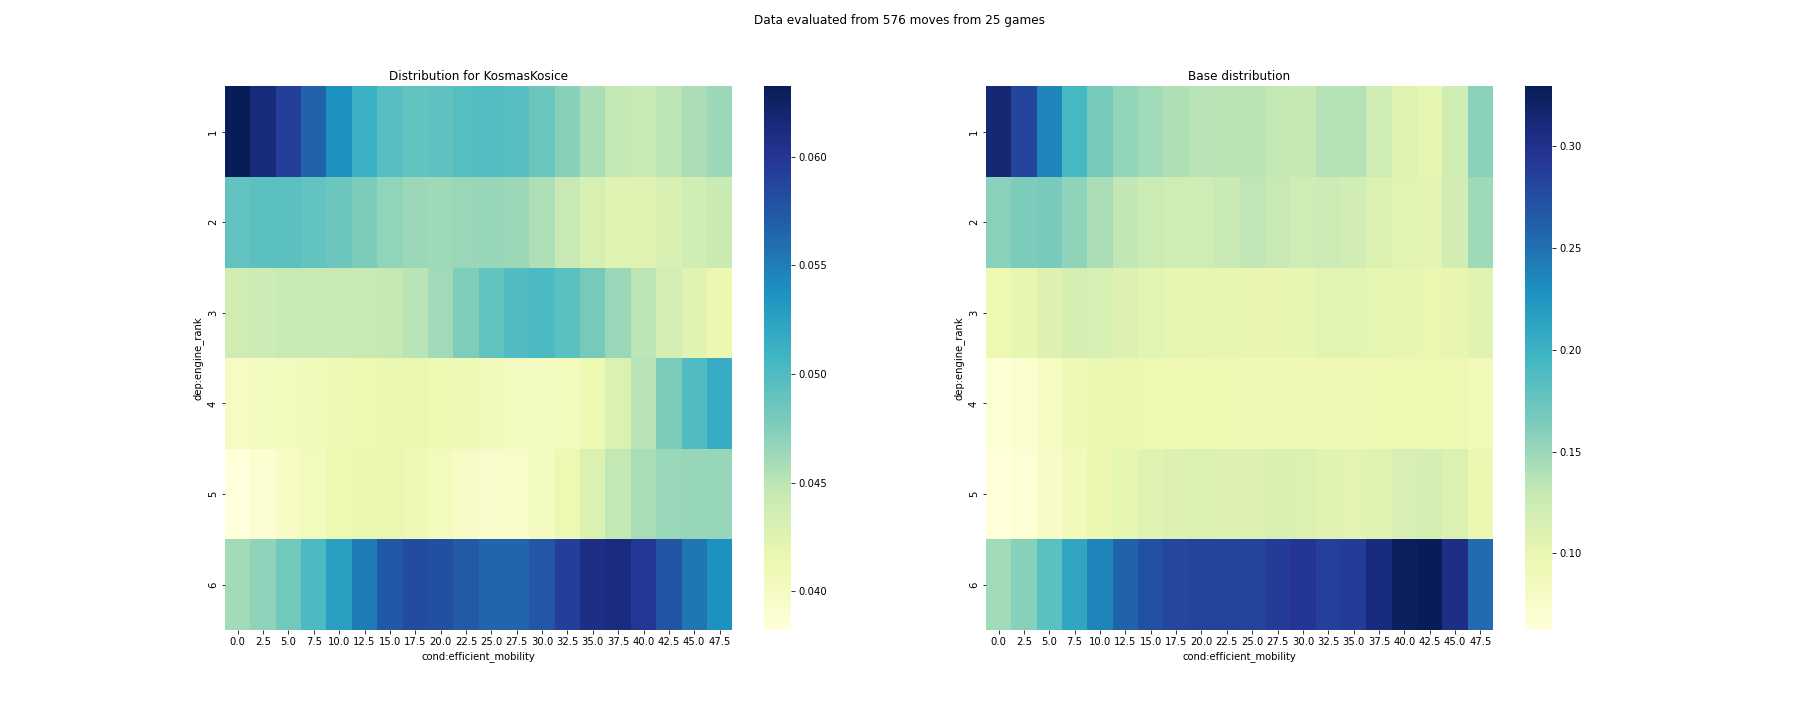 Data evaluated from 576 moves from 25 games
Distribution for KosmasKosice
dep:engine_rank
1
2
3
4
5
6
0.0 2.5 5.0 7.5 10.0 12.5 15.0 17.5 20.0 22.5 25.0 27.5 30.0 32.5 35.0 37.5 40.0 42.5 45.0 47.5
cond:efficient_mobility
0.060
0.055
0.050
0.045
0.040
Base distribution
dep:engine_rank
1
2
3
4
5
6
0.0 2.5 5.0 7.5 10.0 12.5 15.0 17.5 20.0 22.5 25.0 27.5 30.0 32.5 35.0 37.5 40.0 42.5 45.0 47.5
cond:efficient_mobility
0.30
0.25
0.20
0.15
0.10